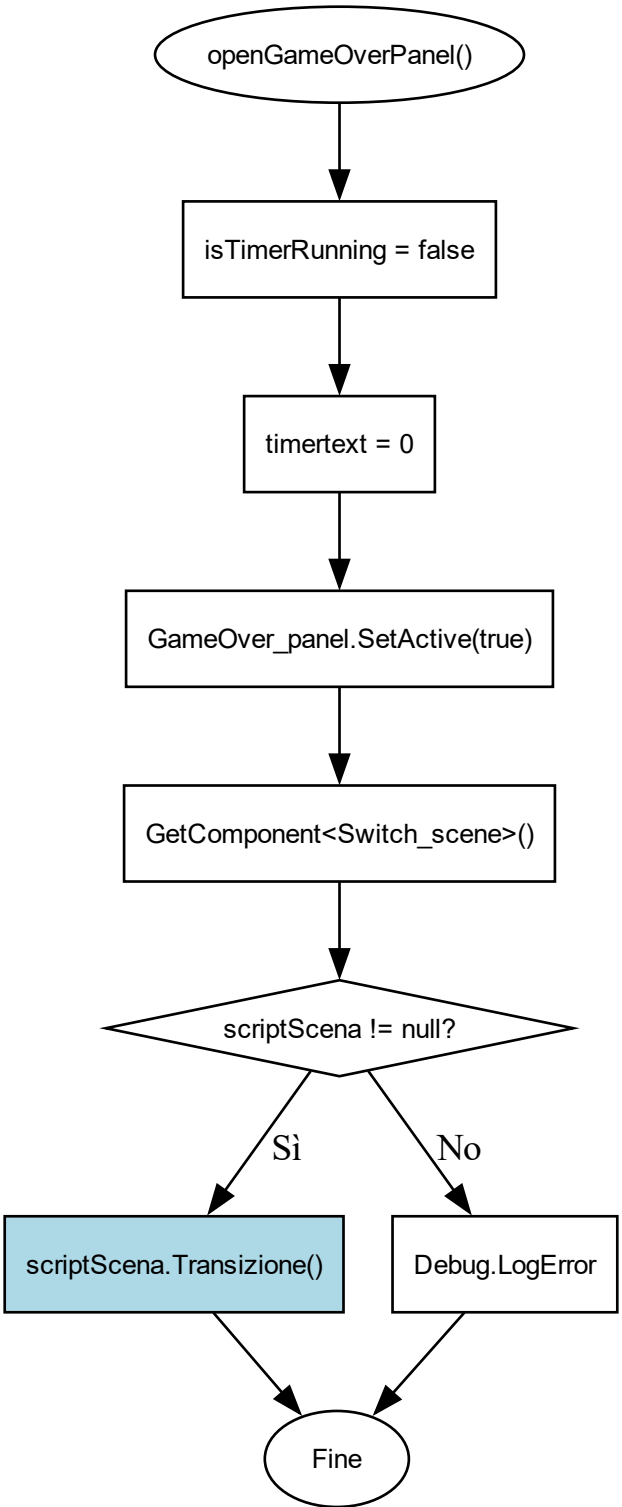 openGameOverPanel()
isTimerRunning = false
timertext = 0
GameOver_panel.SetActive(true)
GetComponent<Switch_scene>()
scriptScena != null?
Sì
No
scriptScena.Transizione()
Debug.LogError
Fine